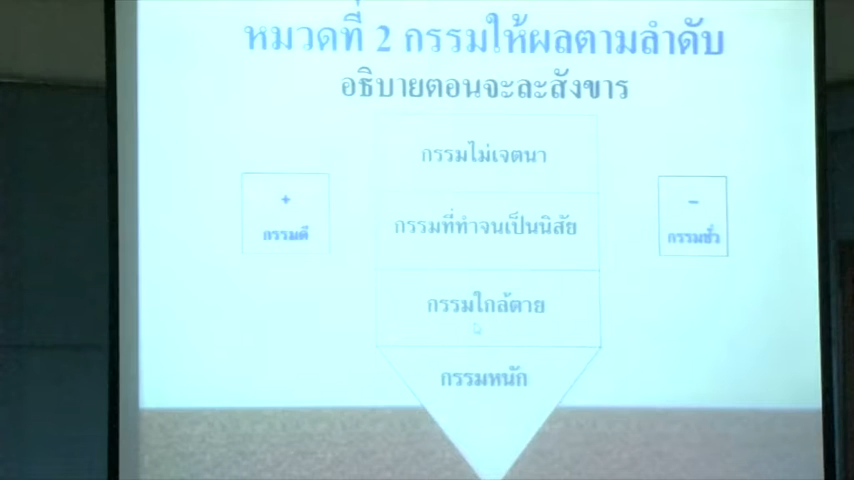 หมวดที่ 2 กรรมให้ผลตามลำดับ
อธิบายตอนจะละสังขาร
กรรมไม่เจตนา
+
กรรมดี
กรรมที่ทำจนเป็นนิสัย
–
กรรมชั่ว
กรรมใกล้ตาย
กรรมหนัก